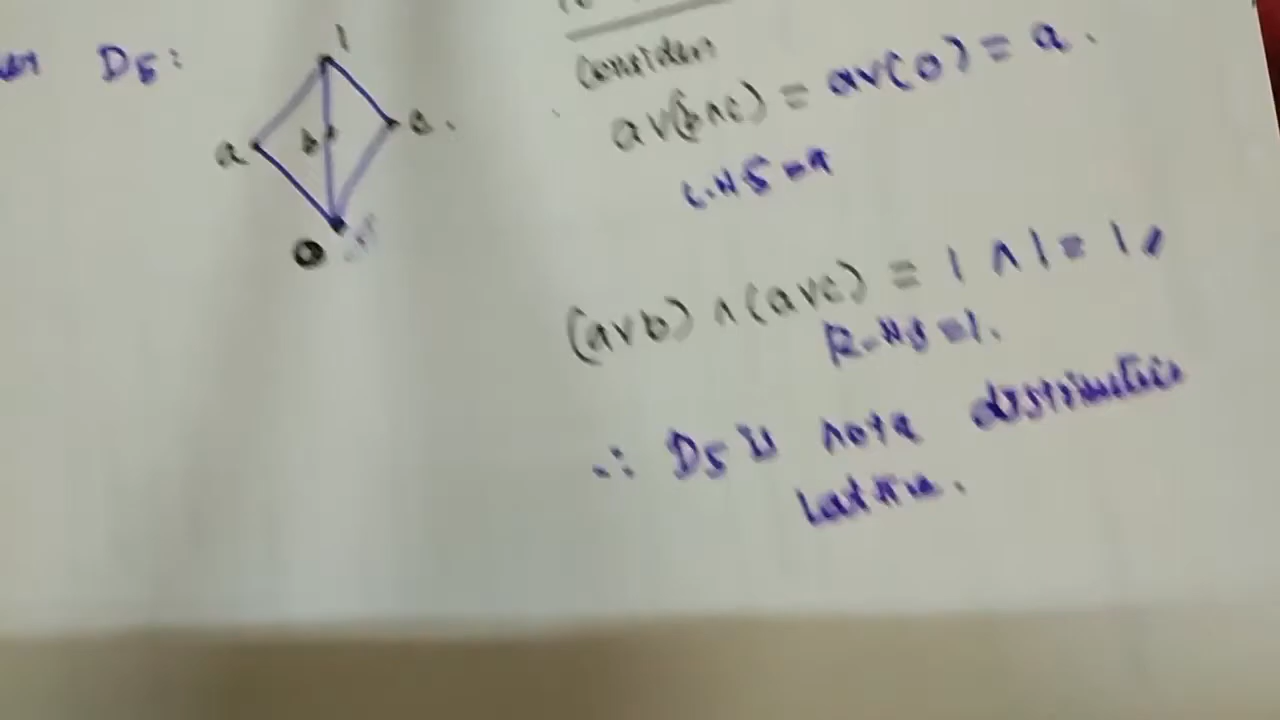 D5:
1
a
b
c.
0
Consider
a∨(b∧c) = a∨(0) = a.
L.H.S = a
(a∨b) ∧ (a∨c) = 1 ∧ 1 = 1
R.H.S = 1.
∴ D5 is not a distributive
lattice.